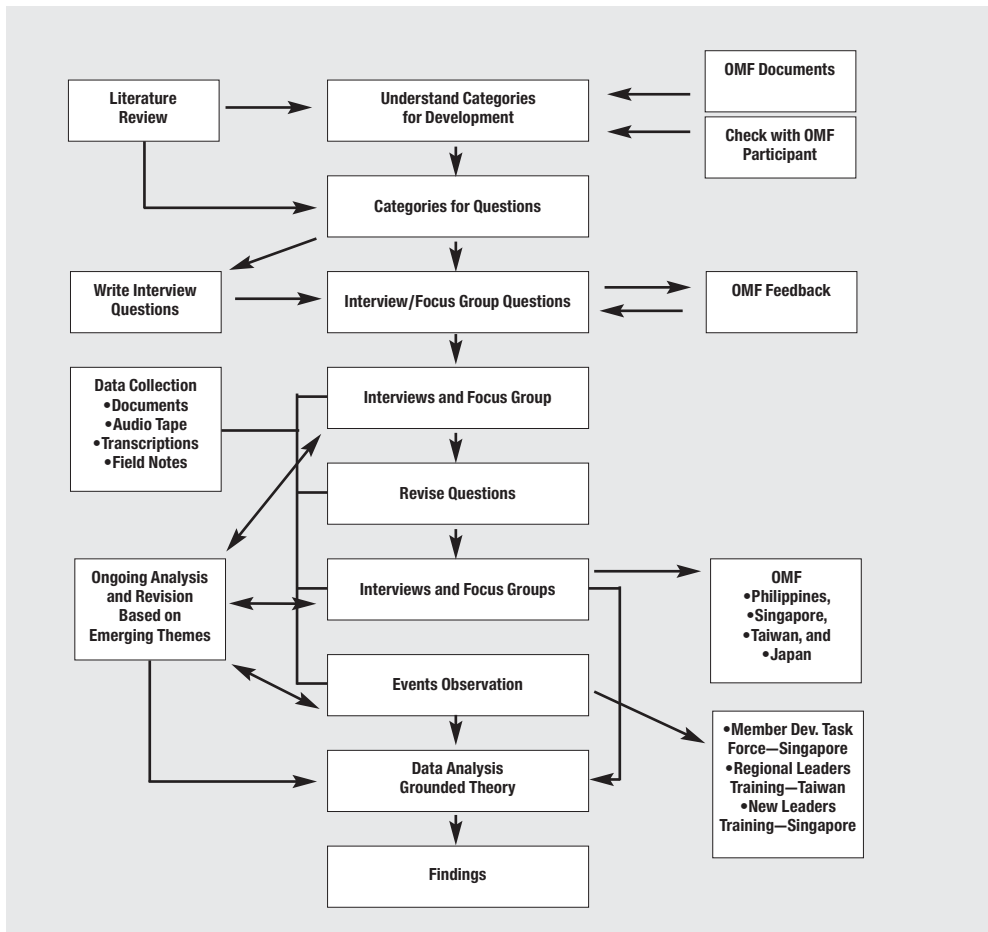 Literature
Review
Understand Categories
for Development
OMF Documents
Check with OMF
Participant
Categories for Questions
Write Interview
Questions
Interview/Focus Group Questions
OMF Feedback
Data Collection
•Documents
•Audio Tape
•Transcriptions
•Field Notes
Interviews and Focus Group
Revise Questions
Ongoing Analysis
and Revision
Based on
Emerging Themes
Interviews and Focus Groups
OMF
•Philippines,
•Singapore,
•Taiwan, and
•Japan
Events Observation
•Member Dev. Task
Force—Singapore
•Regional Leaders
Training—Taiwan
•New Leaders
Training—Singapore
Data Analysis
Grounded Theory
Findings